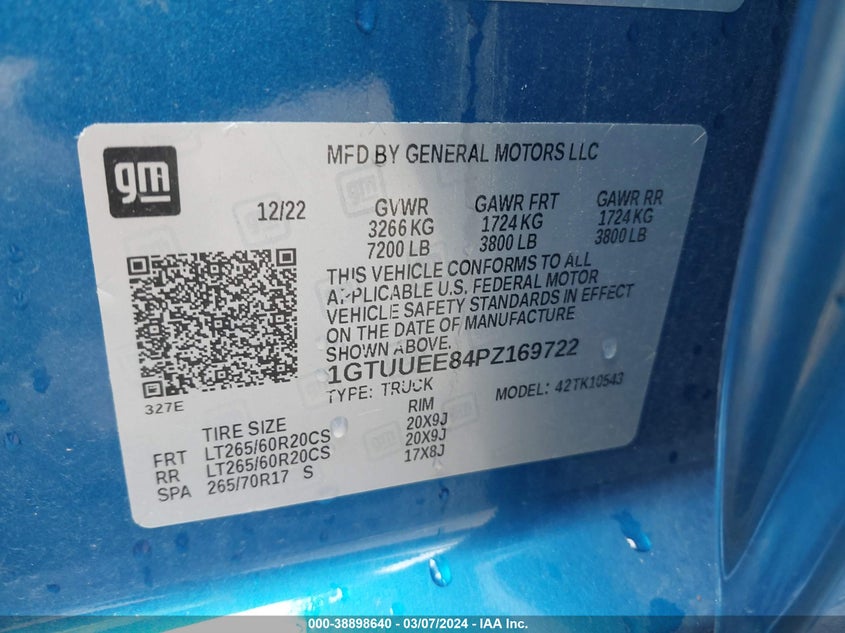 gm
MFD BY GENERAL MOTORS LLC
12/22
GVWR
3266 KG
7200 LB
GAWR FRT
1724 KG
3800 LB
GAWR RR
1724 KG
3800 LB
THIS VEHICLE CONFORMS TO ALL
APPLICABLE U.S. FEDERAL MOTOR
VEHICLE SAFETY STANDARDS IN EFFECT
ON THE DATE OF MANUFACTURE
SHOWN ABOVE.
1GTUUEE84PZ169722
TYPE: TRUCK
MODEL: 42TK10543
327E
TIRE SIZE
RIM
FRT LT265/60R20CS 20X9J
RR LT265/60R20CS 20X9J
SPA 265/70R17 S 17X8J
000-38898640 - 03/07/2024 - IAA Inc.